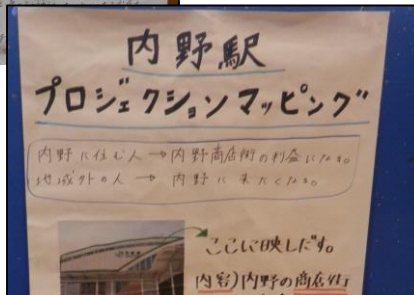 内野駅
プロジェクションマッピング
内野に住む人→内野商店街の利益になる。
地域外の人→内野に来たくなる。
ここに映しだす。
内容)内野の商店街